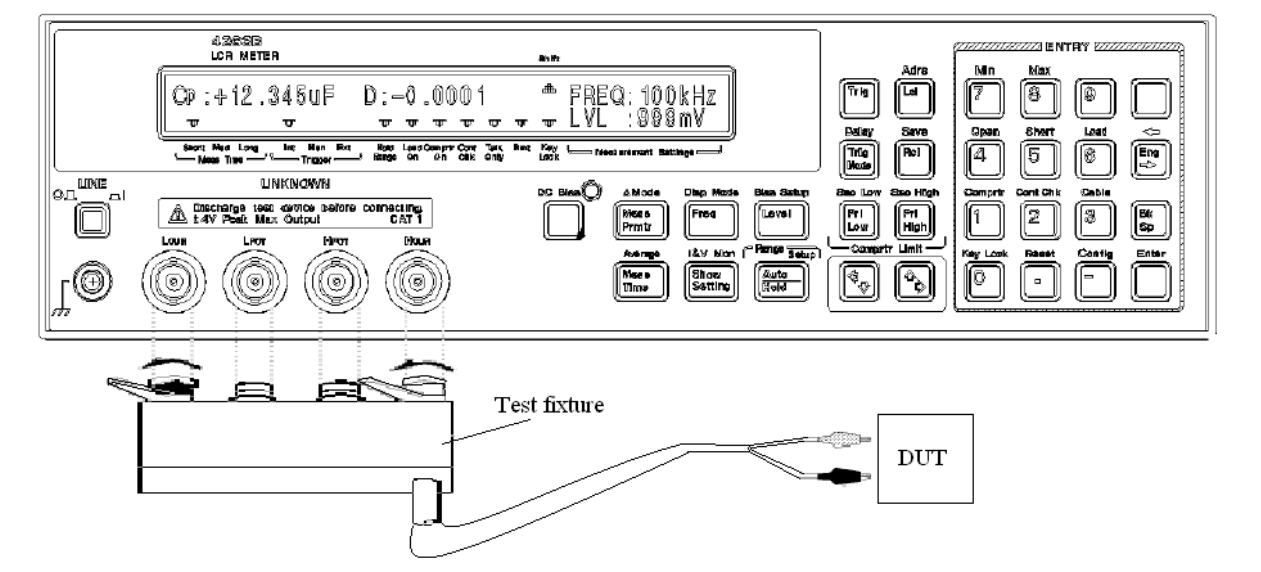 4263B
LCR METER
Shift
Cp:+12.345uF D:-0.0001 FREQ:100kHz
LVL :999mV
Short Med Long Int Man Ext Hold Range Load On Comprtr On Cont Chk Talk Only Rmt Key Lock Measurement Settings
Meas Time Trigger
LINE
UNKNOWN
Discharge test device before connecting
±4V Peak Max Output CAT 1
LCUR LPOT HPOT HCUR
DC Bias
Δ Mode Disp Mode Bias Setup
Meas Prmtr
Freq
Level
Average I&V Mon Range Setup
Meas Time
Show Setting
Auto Hold
Adrs
Trig
Lcl
Delay Save
Trig Mode
Rcl
Sno Low Sno High
Pri Low
Pri High
Comprtr Limit
ENTRY
Min Max
7 8 9
Open Short Load
4 5 6 Eng
Comprtr Cont Chk Cable
1 2 3 Bk Sp
Key Lock Reset Config Enter
0 . -
Test fixture
DUT